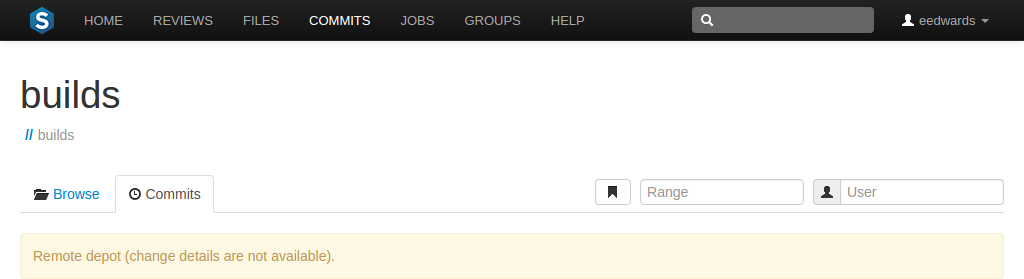 S HOME REVIEWS FILES COMMITS JOBS GROUPS HELP eedwards
builds
// builds
Browse Commits Range User
Remote depot (change details are not available).